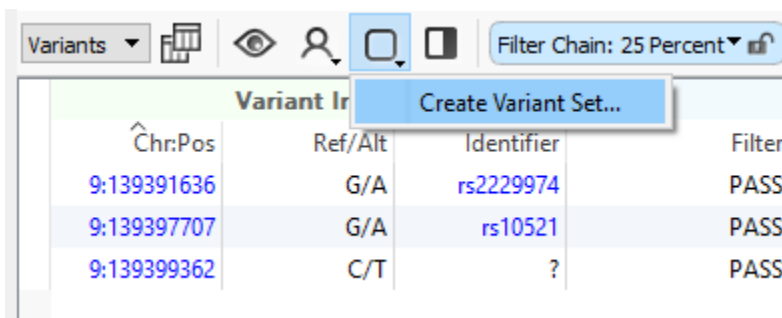 Variants Filter Chain: 25 Percent
Create Variant Set...
Variant Ir
Chr:Pos Ref/Alt Identifier Filter
9:139391636 G/A rs2229974 PASS
9:139397707 G/A rs10521 PASS
9:139399362 C/T ? PASS